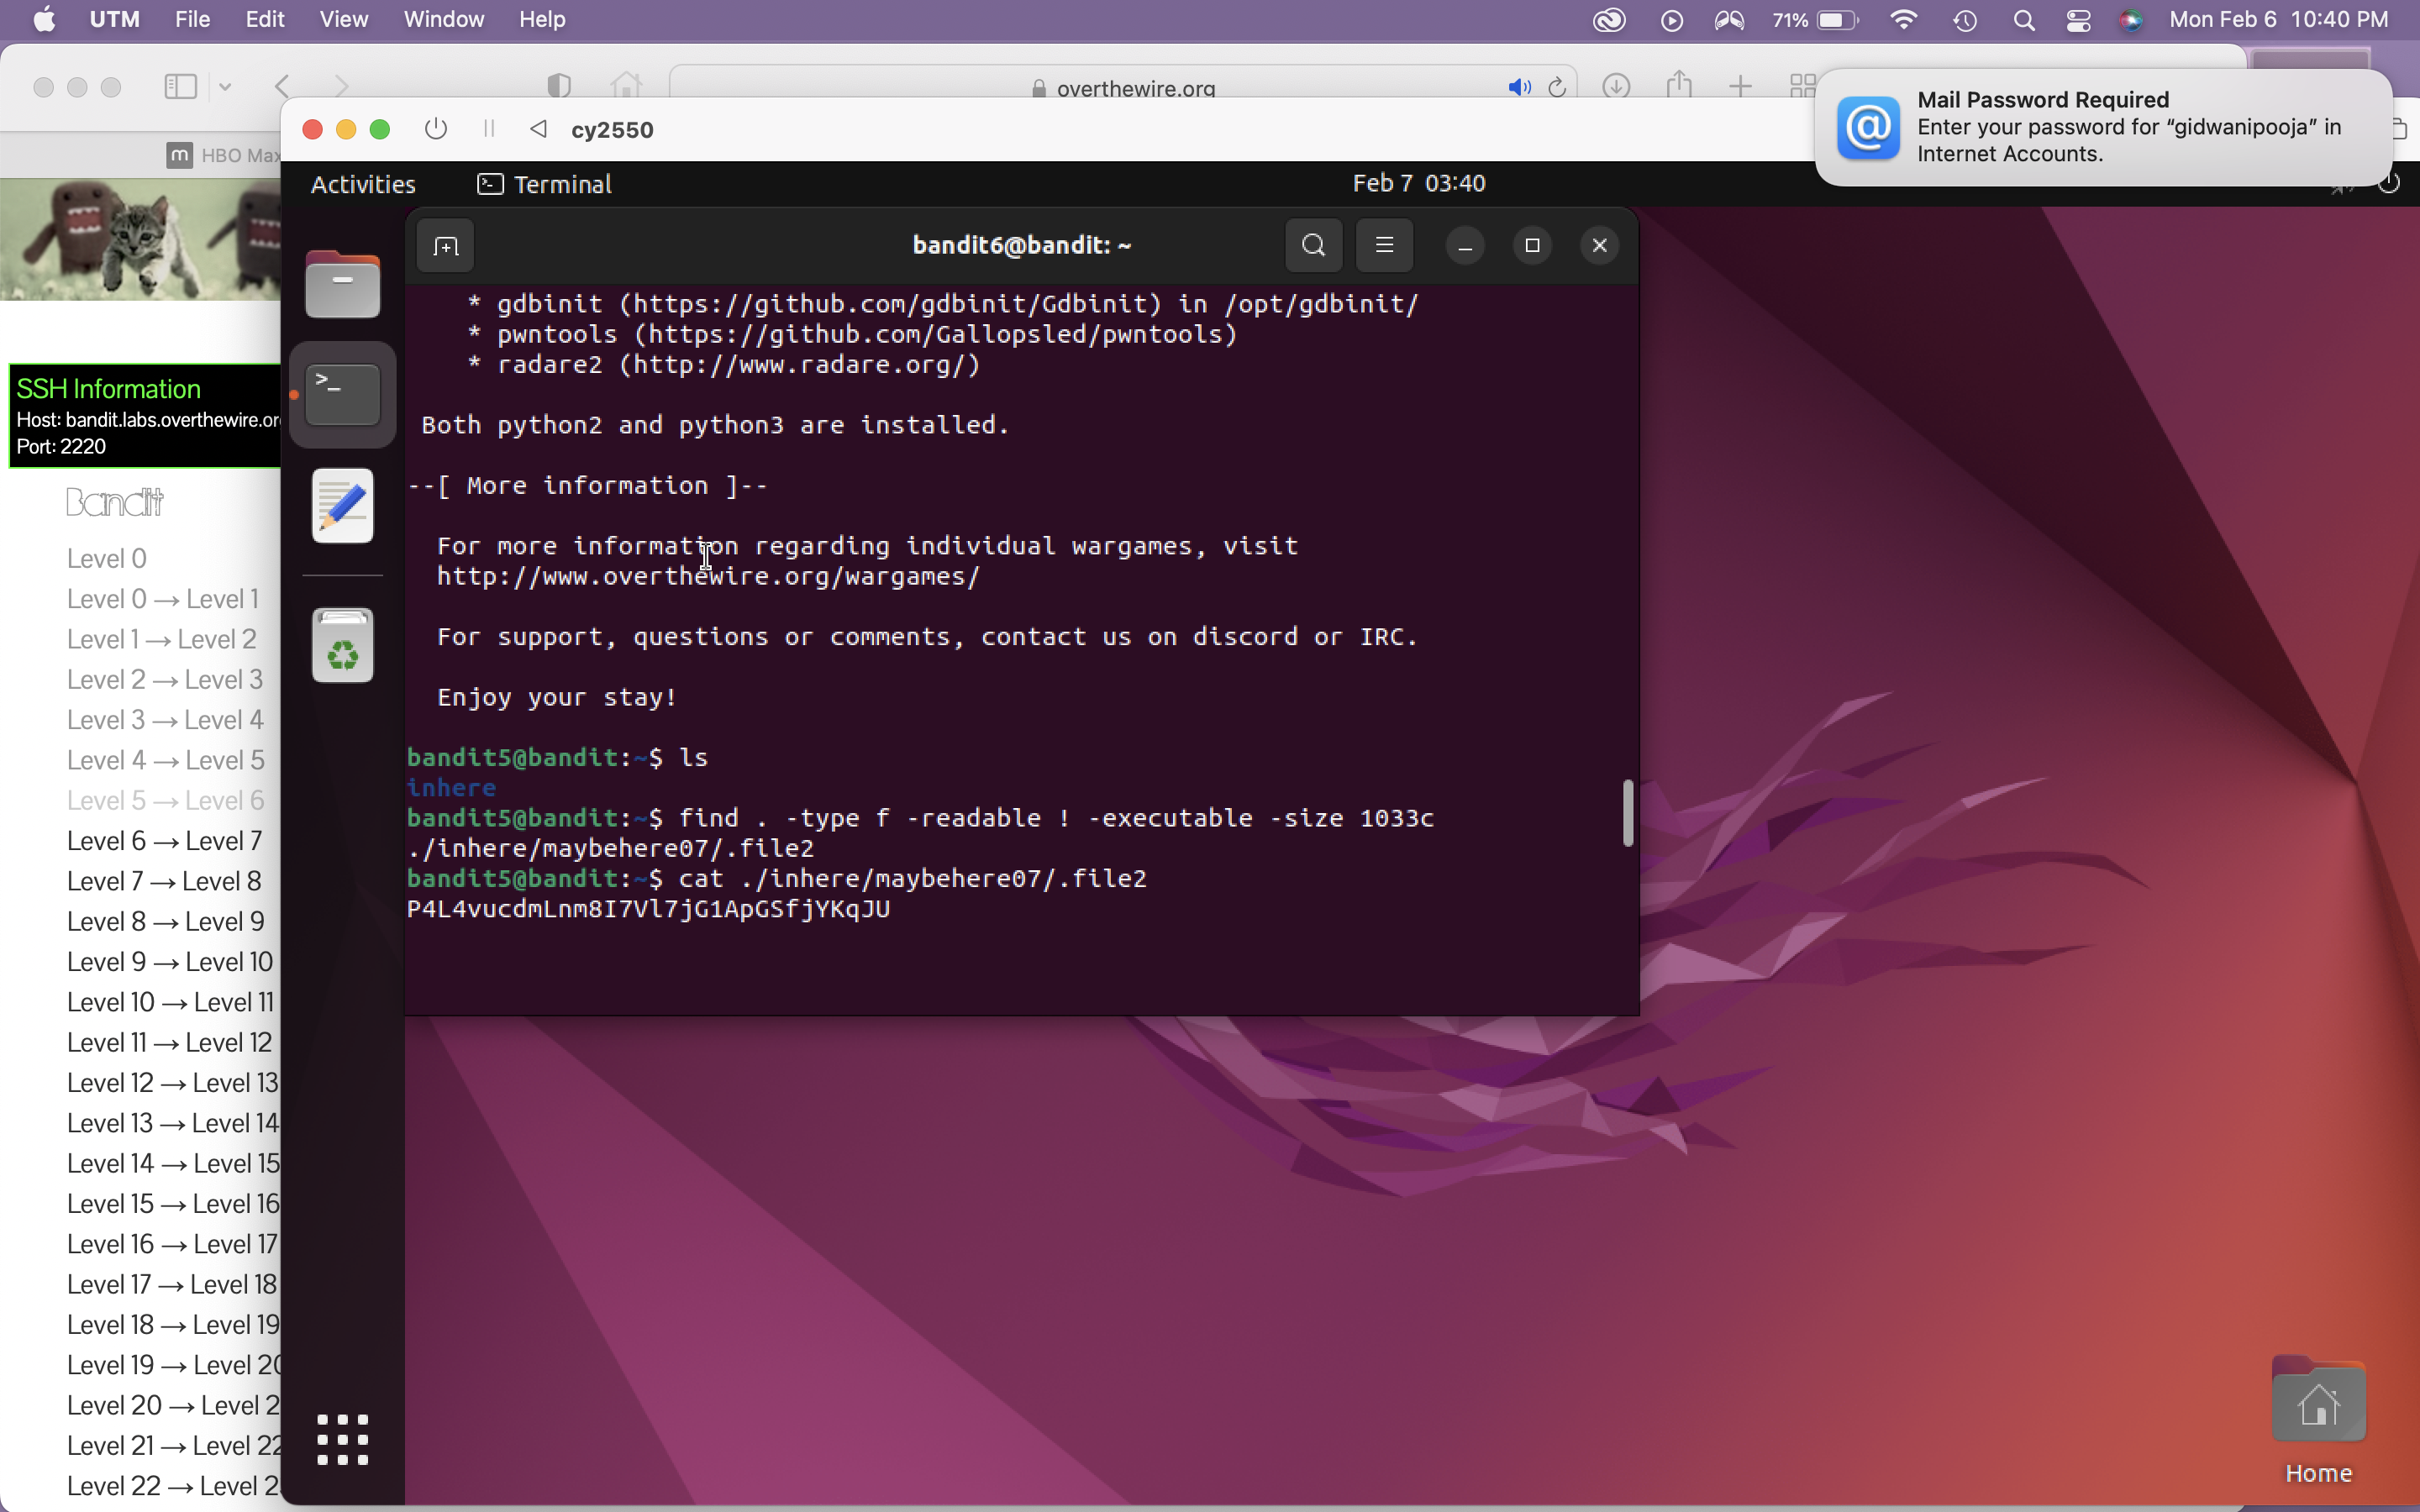 UTM File Edit View Window Help 71% Mon Feb 6 10:40 PM
overthewire.org
Mail Password Required
Enter your password for “gidwanipooja” in
Internet Accounts.
cy2550
m HBO Max
Activities Terminal Feb 7 03:40
bandit6@bandit: ~
* gdbinit (https://github.com/gdbinit/Gdbinit) in /opt/gdbinit/
* pwntools (https://github.com/Gallopsled/pwntools)
* radare2 (http://www.radare.org/)
Both python2 and python3 are installed.
--[ More information ]--
For more information regarding individual wargames, visit
http://www.overthewire.org/wargames/
For support, questions or comments, contact us on discord or IRC.
Enjoy your stay!
bandit5@bandit:~$ ls
inhere
bandit5@bandit:~$ find . -type f -readable ! -executable -size 1033c
./inhere/maybehere07/.file2
bandit5@bandit:~$ cat ./inhere/maybehere07/.file2
P4L4vucdmLnm8I7Vl7jG1ApGSfjYKqJU
SSH Information
Host: bandit.labs.overthewire.or
Port: 2220
Bandit
Level 0
Level 0 → Level 1
Level 1 → Level 2
Level 2 → Level 3
Level 3 → Level 4
Level 4 → Level 5
Level 5 → Level 6
Level 6 → Level 7
Level 7 → Level 8
Level 8 → Level 9
Level 9 → Level 10
Level 10 → Level 11
Level 11 → Level 12
Level 12 → Level 13
Level 13 → Level 14
Level 14 → Level 15
Level 15 → Level 16
Level 16 → Level 17
Level 17 → Level 18
Level 18 → Level 19
Level 19 → Level 20
Level 20 → Level 2
Level 21 → Level 22
Level 22 → Level 2
Home